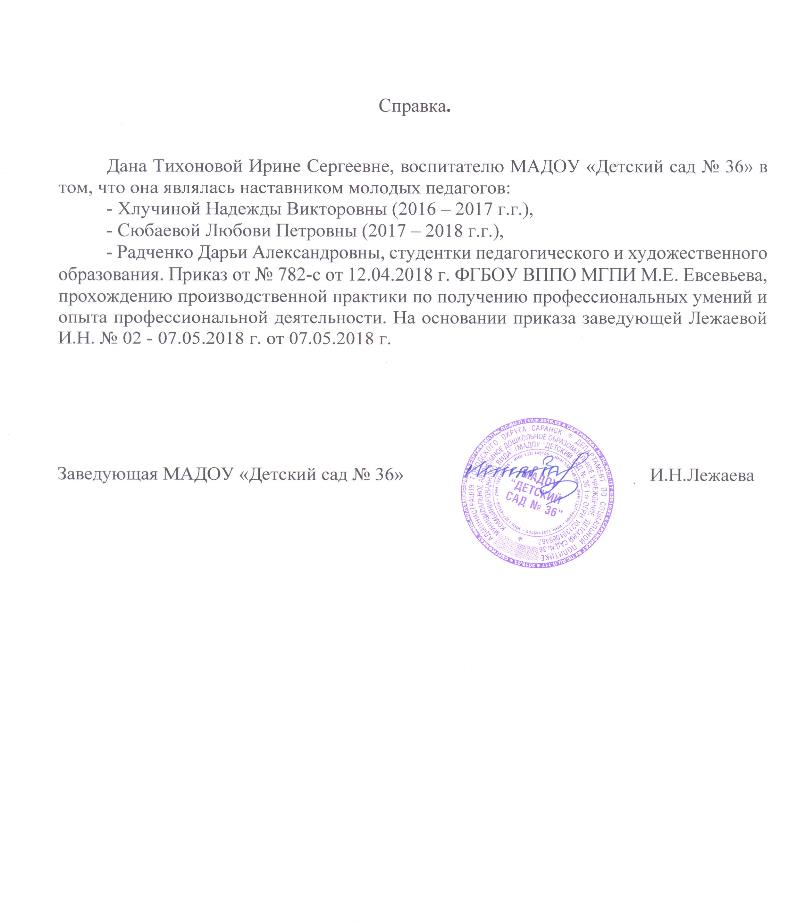 Справка.
Дана Тихоновой Ирине Сергеевне, воспитателю МАДОУ «Детский сад № 36» в
том, что она являлась наставником молодых педагогов:
- Хлучиной Надежды Викторовны (2016 – 2017 г.г.),
- Сюбаевой Любови Петровны (2017 – 2018 г.г.),
- Радченко Дарьи Александровны, студентки педагогического и художественного
образования. Приказ от № 782-с от 12.04.2018 г. ФГБОУ ВППО МГПИ М.Е. Евсевьева,
прохождению производственной практики по получению профессиональных умений и
опыта профессиональной деятельности. На основании приказа заведующей Лежаевой
И.Н. № 02 - 07.05.2018 г. от 07.05.2018 г.
Заведующая МАДОУ «Детский сад № 36»
И.Н.Лежаева
МАДОУ
"ДЕТСКИЙ
САД № 36"